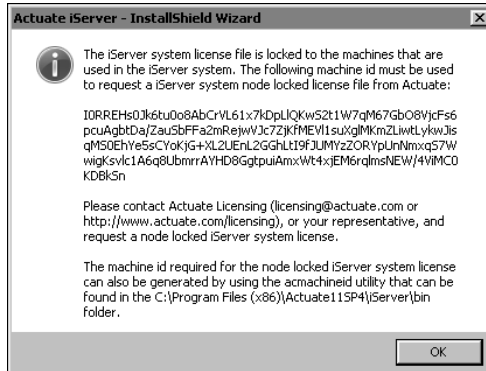 Actuate iServer - InstallShield Wizard
The iServer system license file is locked to the machines that are
used in the iServer system. The following machine id must be used
to request a iServer system node locked license file from Actuate:
I0RREHs0Jk6tu0o8AbCrVL61x7kDpLlQKwS2t1W7qM67GbO8VjcFs6
pcuAgbtDa/ZauSbFFa2mRejwVJc7ZjKfMEVl1suXglMKmZLiwtLykwJis
qMS0EhYe5sCYoKjG+XL2UEnL2GGhLtI9fJUMYzZORYpUnNmxqS7W
wigKsvlc1A6q8UbmrrAYHD8GgtpuiAmxWt4xjEM6rqlmsNEW/4ViMC0
KDBkSn
Please contact Actuate Licensing (licensing@actuate.com or
http://www.actuate.com/licensing), or your representative, and
request a node locked iServer system license.
The machine id required for the node locked iServer system license
can also be generated by using the acmachineid utility that can be
found in the C:\Program Files (x86)\Actuate11SP4\iServer\bin
folder.
OK